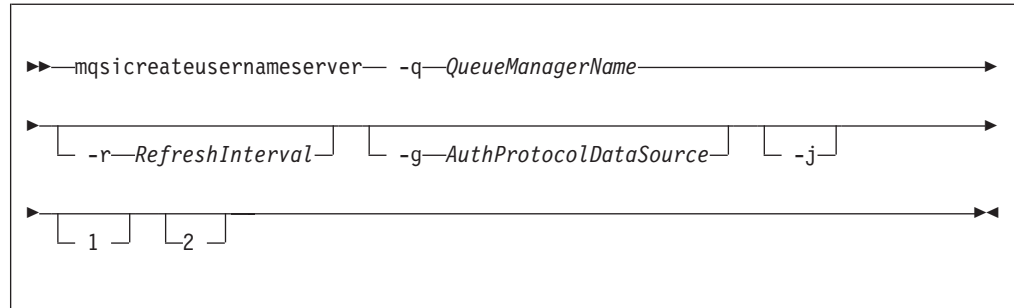 mqsicreateusernameserver -q QueueManagerName
-r RefreshInterval -g AuthProtocolDataSource -j
1 2